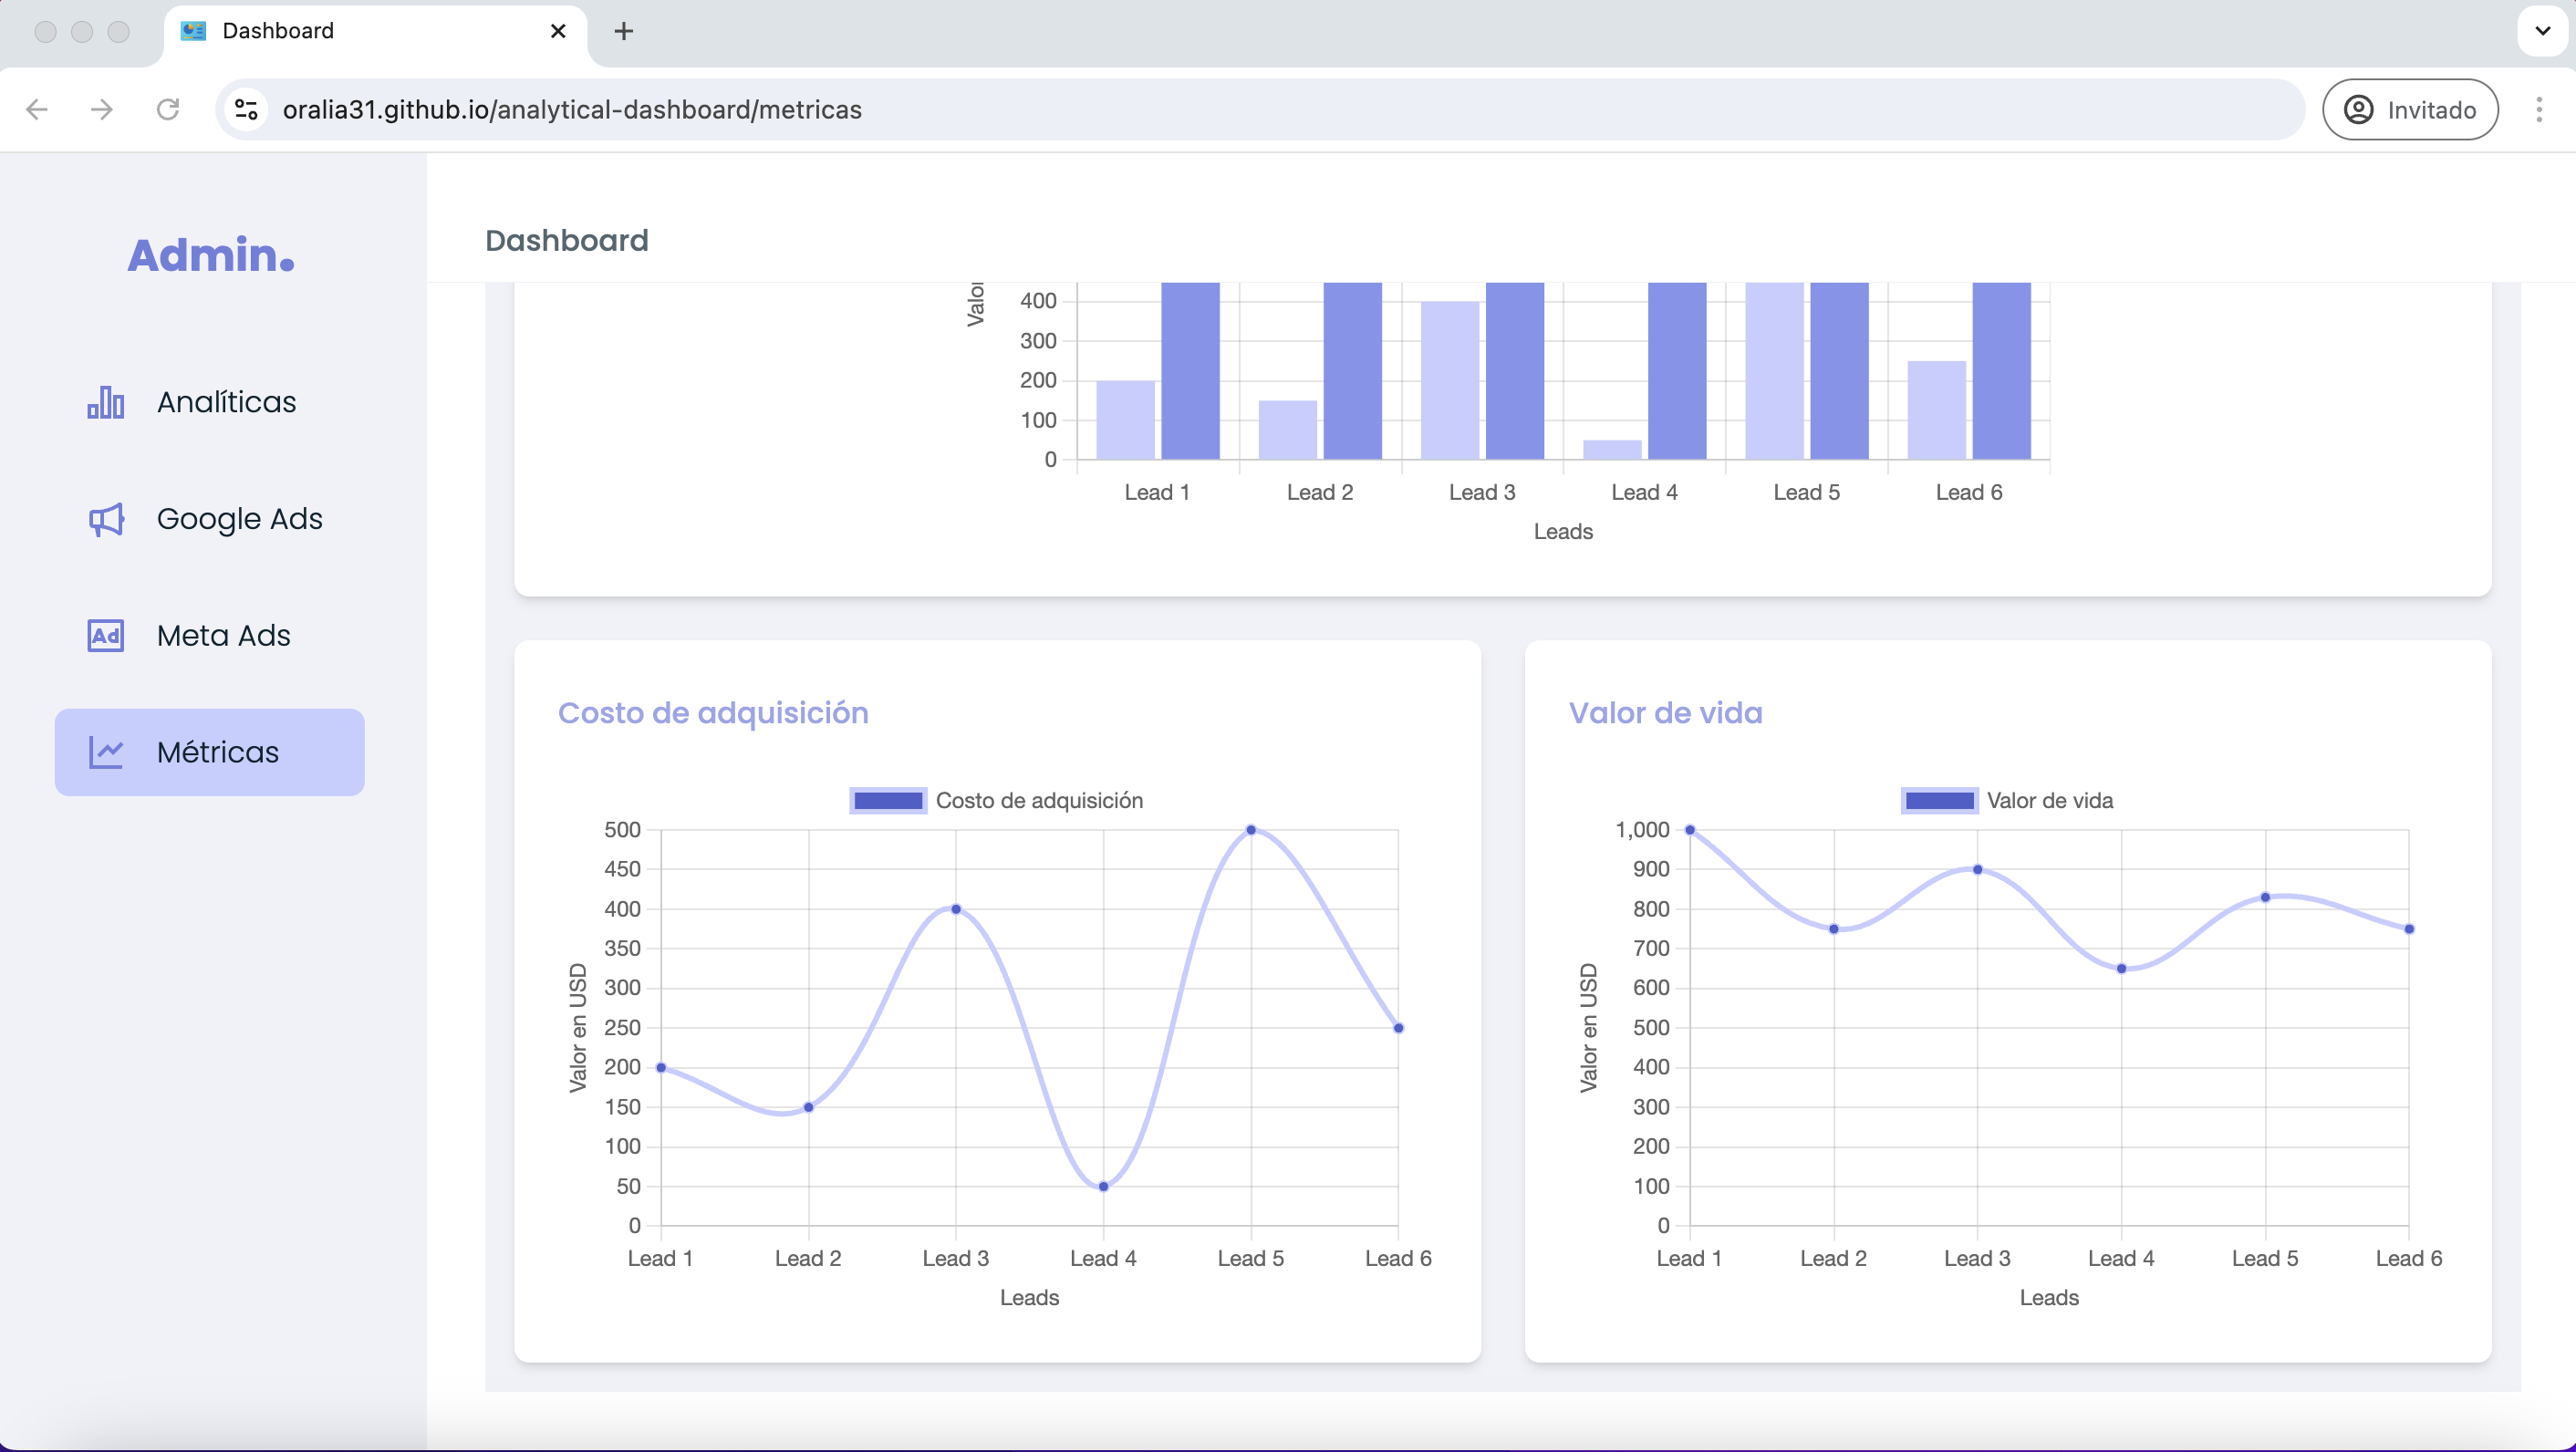 Dashboard
oralia31.github.io/analytical-dashboard/metricas
Invitado
Admin.
Analíticas
Google Ads
Meta Ads
Métricas
Dashboard
400
300
200
100
0
Lead 1 Lead 2 Lead 3 Lead 4 Lead 5 Lead 6
Leads
Costo de adquisición
Costo de adquisición
Valor en USD
500
450
400
350
300
250
200
150
100
50
0
Lead 1 Lead 2 Lead 3 Lead 4 Lead 5 Lead 6
Leads
Valor de vida
Valor de vida
Valor en USD
1,000
900
800
700
600
500
400
300
200
100
0
Lead 1 Lead 2 Lead 3 Lead 4 Lead 5 Lead 6
Leads